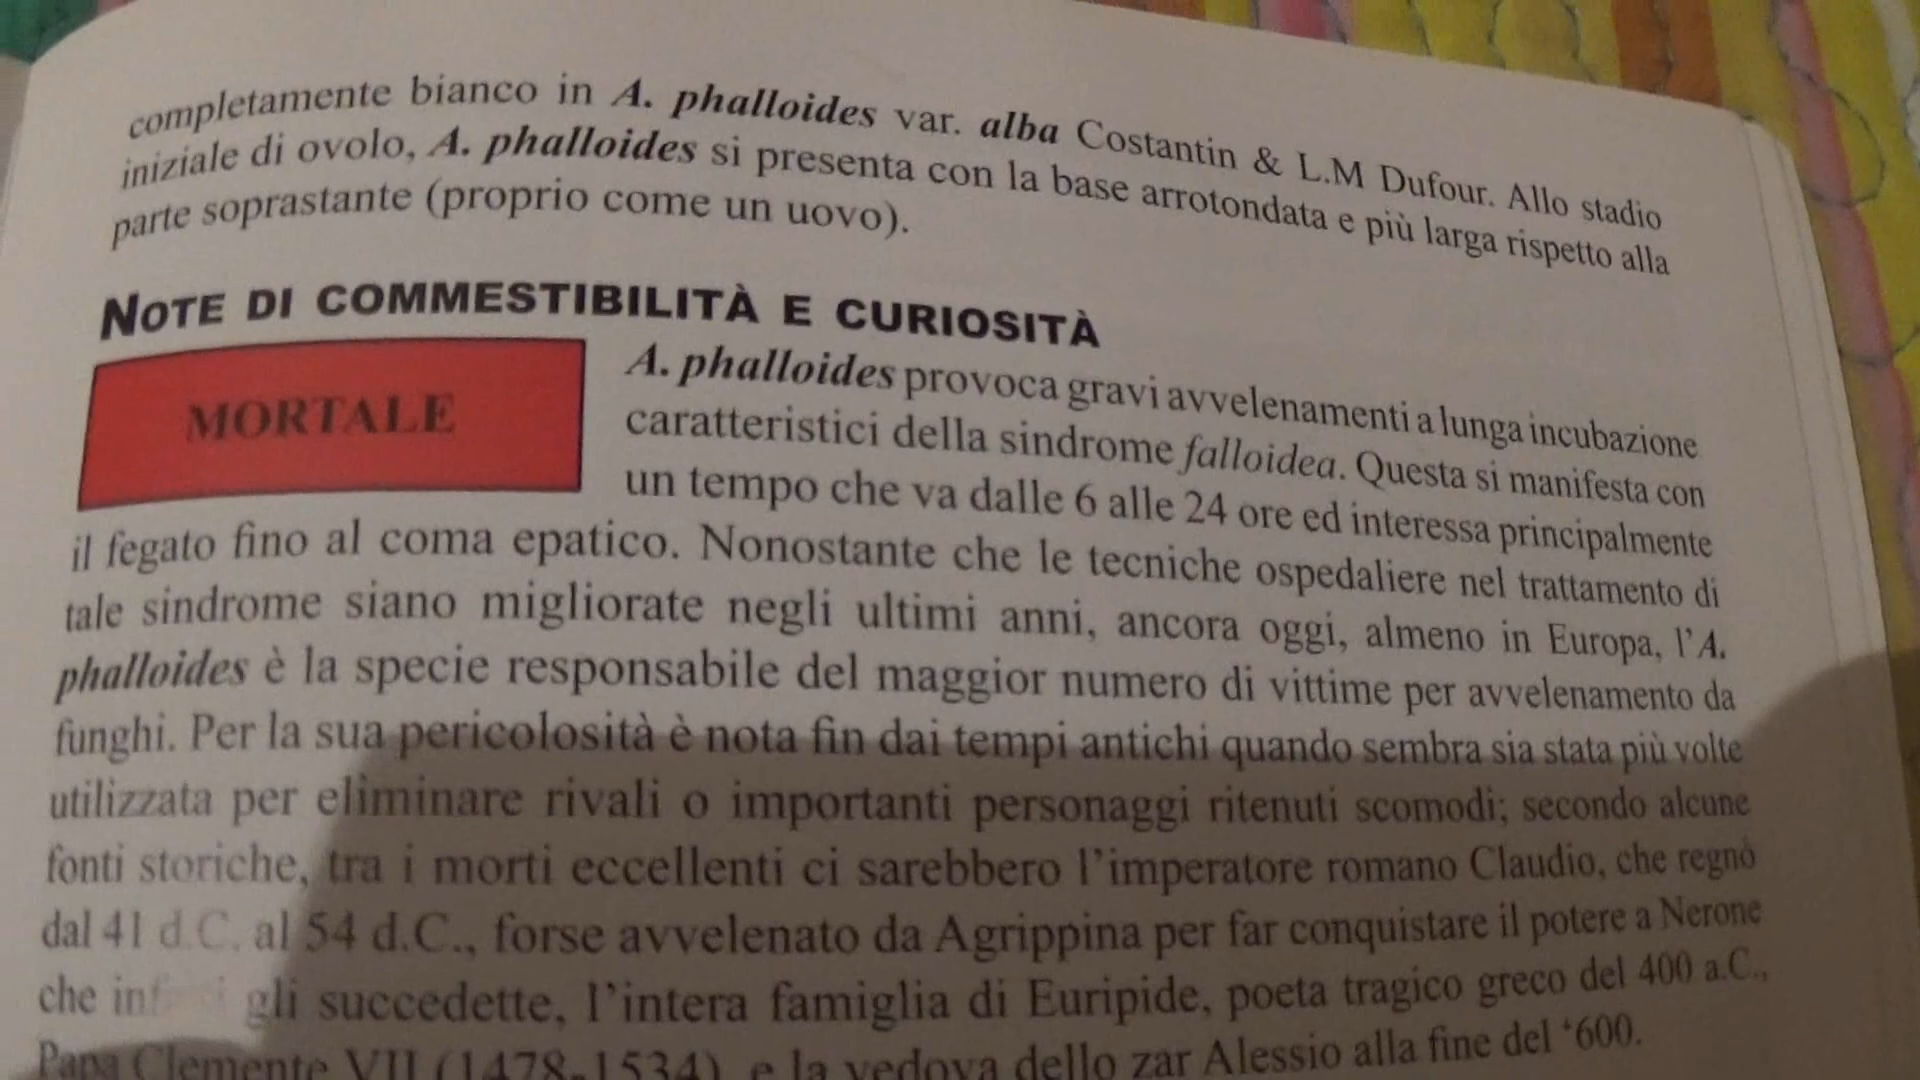 completamente bianco in A. phalloides var. alba Costantin & L.M Dufour. Allo stadio
iniziale di ovolo, A. phalloides si presenta con la base arrotondata e più larga rispetto alla
parte soprastante (proprio come un uovo).
NOTE DI COMMESTIBILITÀ E CURIOSITÀ
MORTALE
A. phalloides provoca gravi avvelenamenti a lunga incubazione
caratteristici della sindrome falloidea. Questa si manifesta con
un tempo che va dalle 6 alle 24 ore ed interessa principalmente
il fegato fino al coma epatico. Nonostante che le tecniche ospedaliere nel trattamento di
tale sindrome siano migliorate negli ultimi anni, ancora oggi, almeno in Europa, l'A.
phalloides è la specie responsabile del maggior numero di vittime per avvelenamento da
funghi. Per la sua pericolosità è nota fin dai tempi antichi quando sembra sia stata più volte
utilizzata per eliminare rivali o importanti personaggi ritenuti scomodi; secondo alcune
fonti storiche, tra i morti eccellenti ci sarebbero l'imperatore romano Claudio, che regnò
dal 41 d.C. al 54 d.C., forse avvelenato da Agrippina per far conquistare il potere a Nerone
che gli succedette, l'intera famiglia di Euripide, poeta tragico greco del 400 a.C.,
Papa Clemente VII (1478-1534) e la vedova dello zar Alessio alla fine del '600.